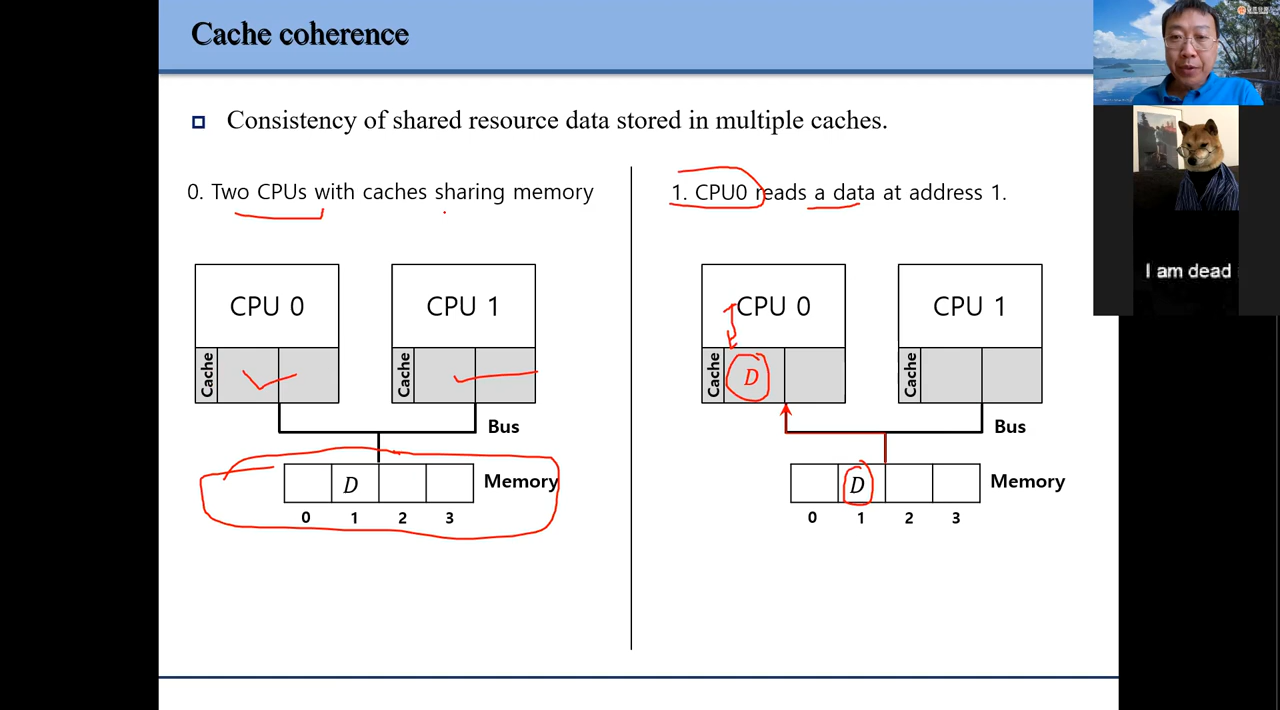 Cache coherence
Consistency of shared resource data stored in multiple caches.
0. Two CPUs with caches sharing memory
CPU 0
CPU 1
Cache
Cache
Bus
D
Memory
0 1 2 3
1. CPU0 reads a data at address 1.
CPU 0
CPU 1
Cache
D
Cache
Bus
D
Memory
0 1 2 3
I am dead